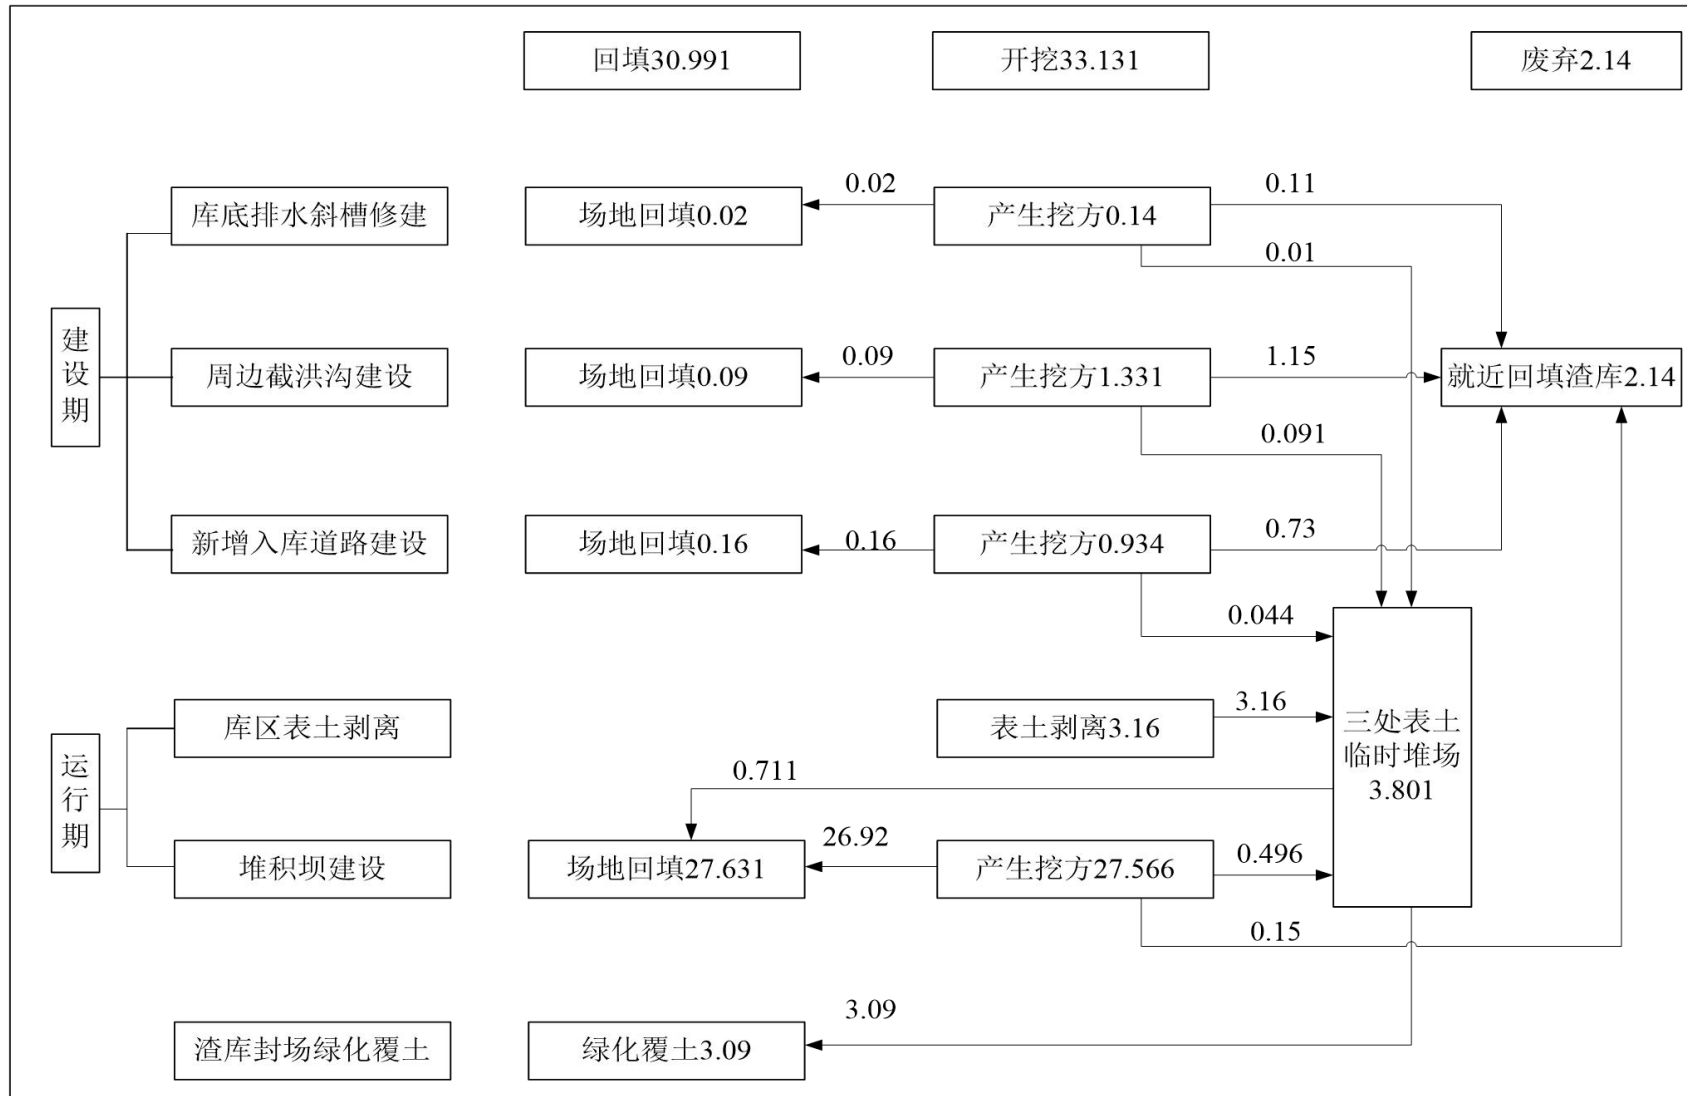 回填30.991
开挖33.131
废弃2.14
库底排水斜槽修建
场地回填0.02
0.02
产生挖方0.14
0.11
0.01
建设期
周边截洪沟建设
场地回填0.09
0.09
产生挖方1.331
1.15
就近回填渣库2.14
0.091
新增入库道路建设
场地回填0.16
0.16
产生挖方0.934
0.73
0.044
运行期
库区表土剥离
表土剥离3.16
3.16
三处表土
临时堆场
3.801
0.711
堆积坝建设
场地回填27.631
26.92
产生挖方27.566
0.496
0.15
渣库封场绿化覆土
绿化覆土3.09
3.09